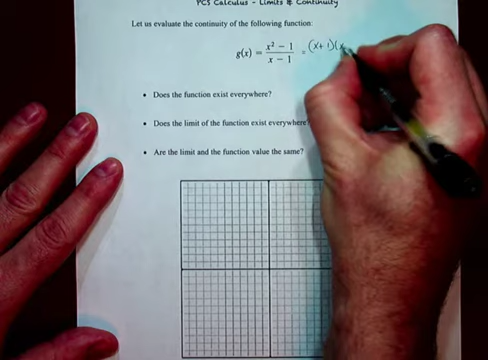 PCS Calculus - Limits & Continuity
Let us evaluate the continuity of the following function:
g(x) = x² - 1 / x - 1 = (x+1)(x
• Does the function exist everywhere?
• Does the limit of the function exist everywhere?
• Are the limit and the function value the same?